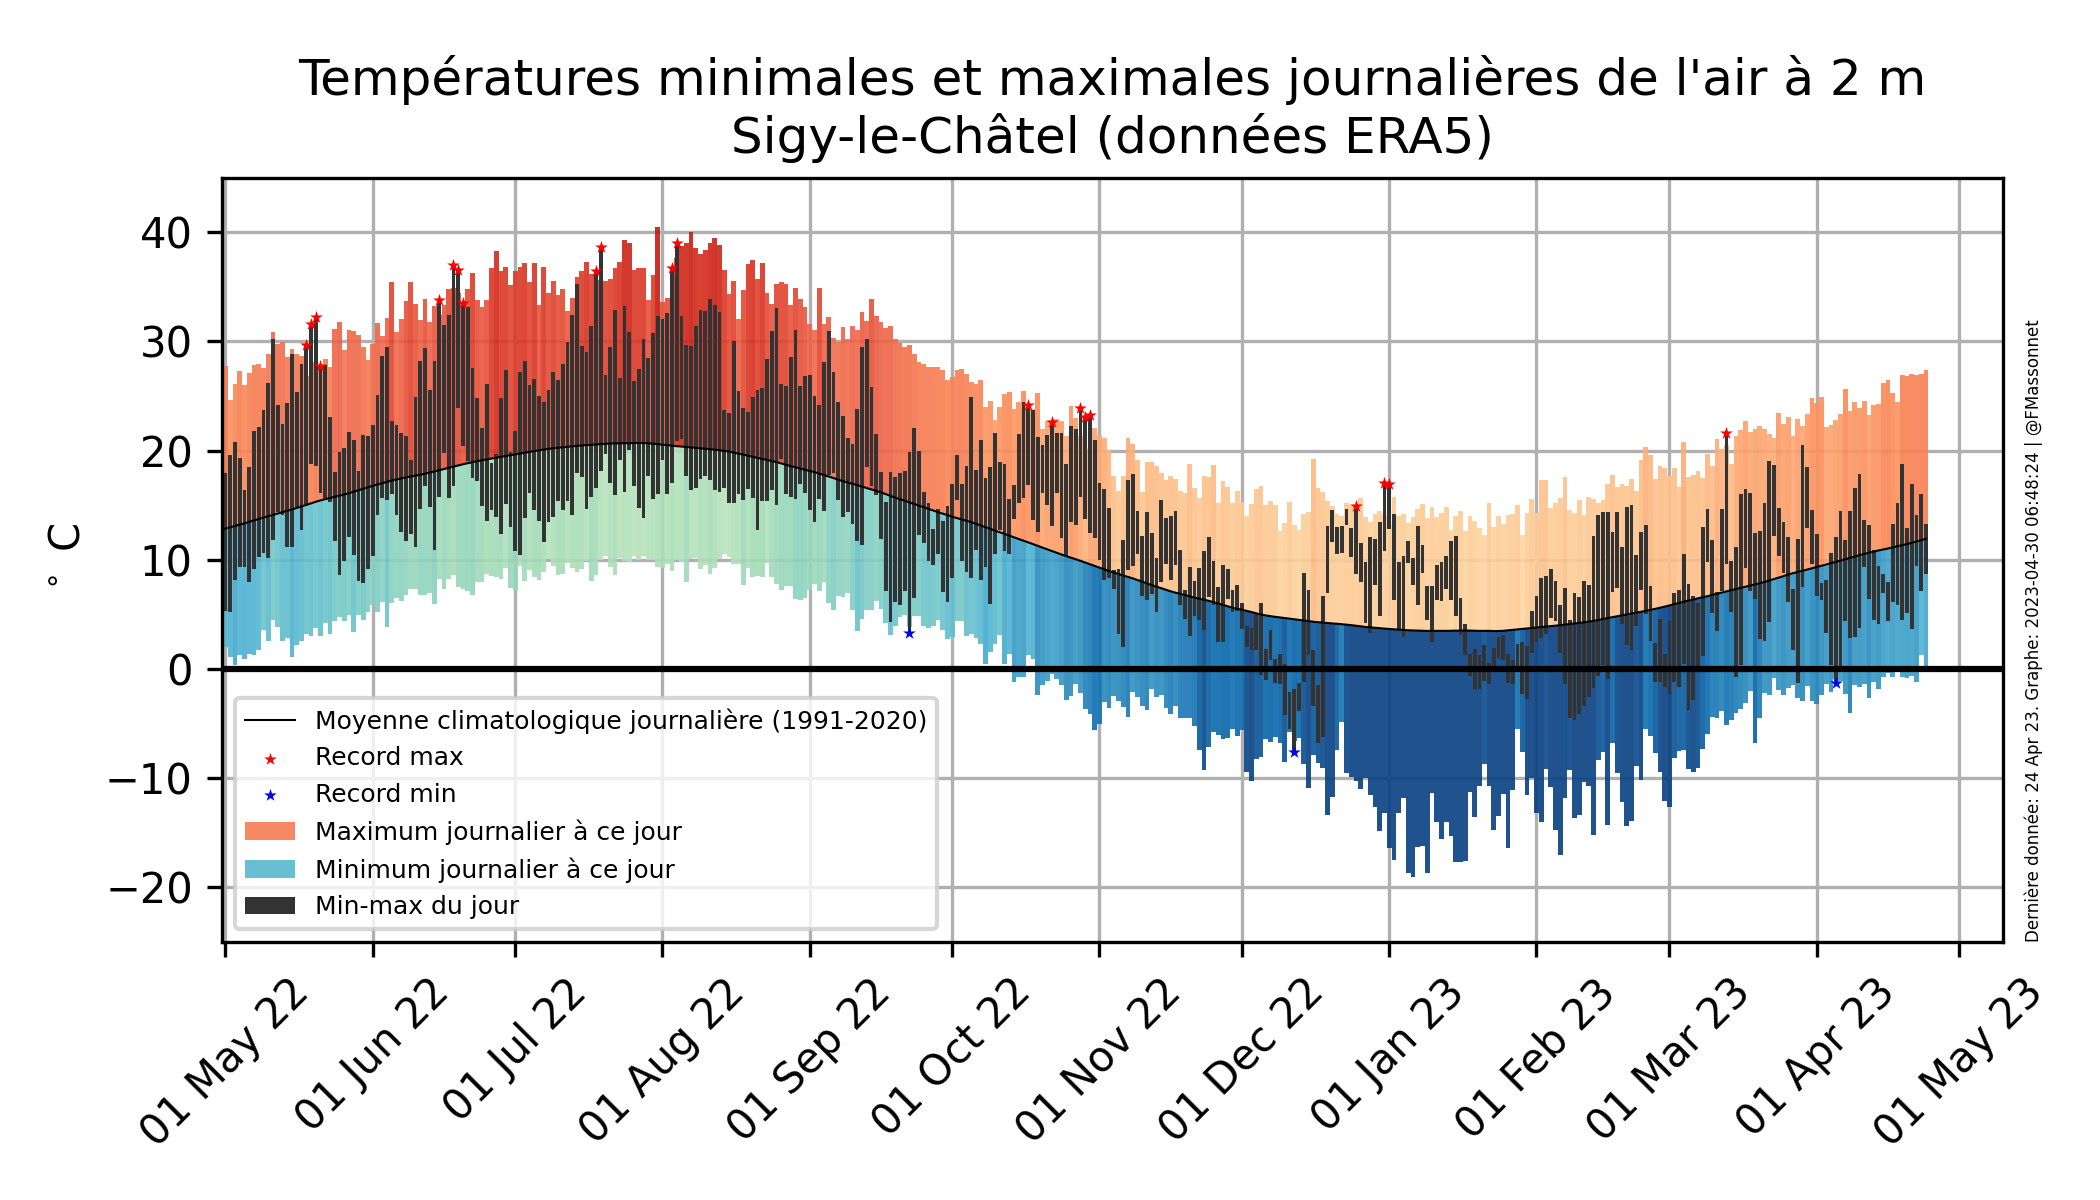 Températures minimales et maximales journalières de l'air à 2 m
Sigy-le-Châtel (données ERA5)
° C
40
30
20
10
0
−10
−20
Moyenne climatologique journalière (1991-2020)
Record max
Record min
Maximum journalier à ce jour
Minimum journalier à ce jour
Min-max du jour
01 May 22
01 Jun 22
01 Jul 22
01 Aug 22
01 Sep 22
01 Oct 22
01 Nov 22
01 Dec 22
01 Jan 23
01 Feb 23
01 Mar 23
01 Apr 23
01 May 23
Dernière donnée: 24 Apr 23. Graphe: 2023-04-30 06:48:24 | @FMassonnet